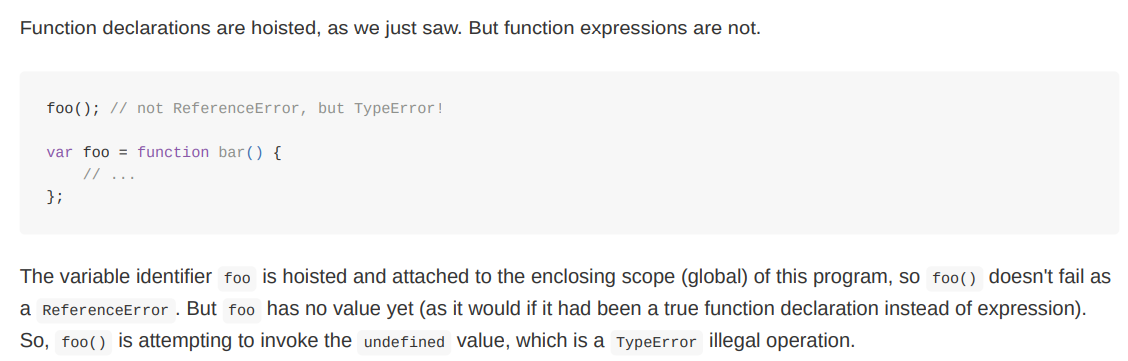 Function declarations are hoisted, as we just saw. But function expressions are not.
foo(); // not ReferenceError, but TypeError!
var foo = function bar() {
// ...
};
The variable identifier foo is hoisted and attached to the enclosing scope (global) of this program, so foo() doesn't fail as
a ReferenceError . But foo has no value yet (as it would if it had been a true function declaration instead of expression).
So, foo() is attempting to invoke the undefined value, which is a TypeError illegal operation.